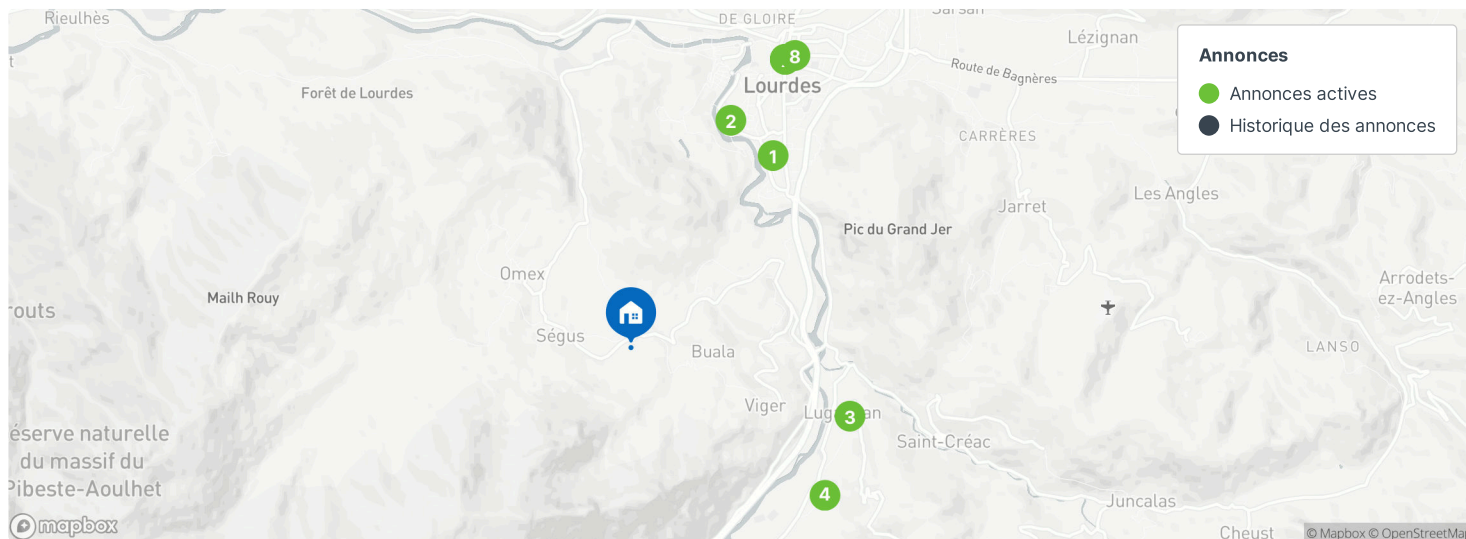 Rieulhès
DE GLOIRE
Lézignan
Annonces
Annonces actives
Historique des annonces
8
Route de Bagnères
Lourdes
Forêt de Lourdes
2
1
CARRÈRES
Les Angles
Jarret
Pic du Grand Jer
Omex
Mailh Rouy
Arrodets-
ez-Angles
routs
Ségus
Buala
LANSO
Viger
3
Saint-Créac
éserve naturelle
du massif du
Pibeste-Aoulhet
4
Juncalas
Cheust
mapbox
© Mapbox © OpenStreetMap